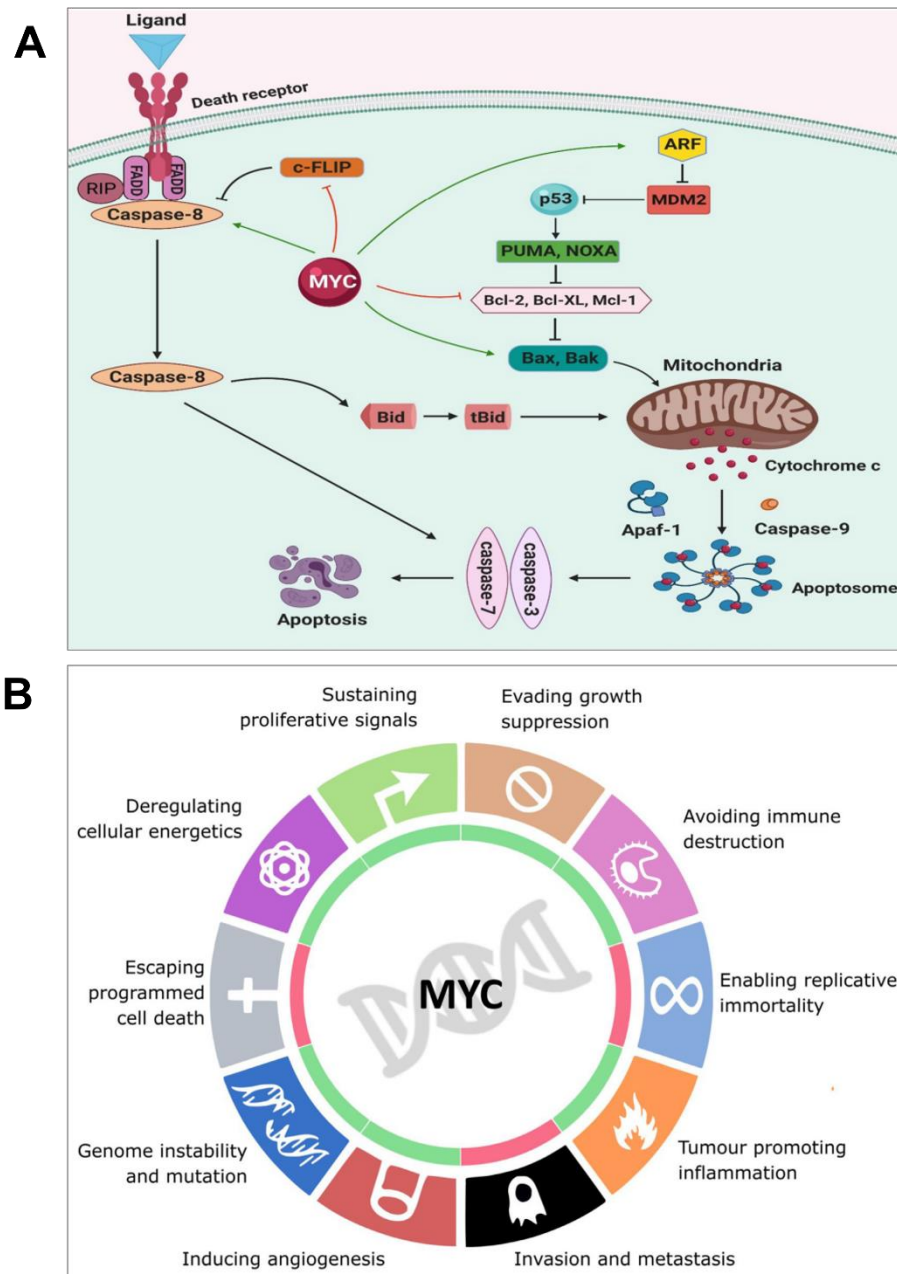 A
Ligand
Death receptor
RIP
FADD
FADD
c-FLIP
Caspase-8
ARF
MDM2
p53
PUMA, NOXA
MYC
Bcl-2, Bcl-XL, Mcl-1
Bax, Bak
Mitochondria
Caspase-8
Bid
tBid
Cytochrome c
Apaf-1
Caspase-9
caspase-7
caspase-3
Apoptosome
Apoptosis
B
Sustaining
proliferative signals
Evading growth
suppression
Deregulating
cellular energetics
Avoiding immune
destruction
Escaping
programmed
cell death
MYC
Enabling replicative
immortality
Genome instability
and mutation
Tumour promoting
inflammation
Inducing angiogenesis
Invasion and metastasis